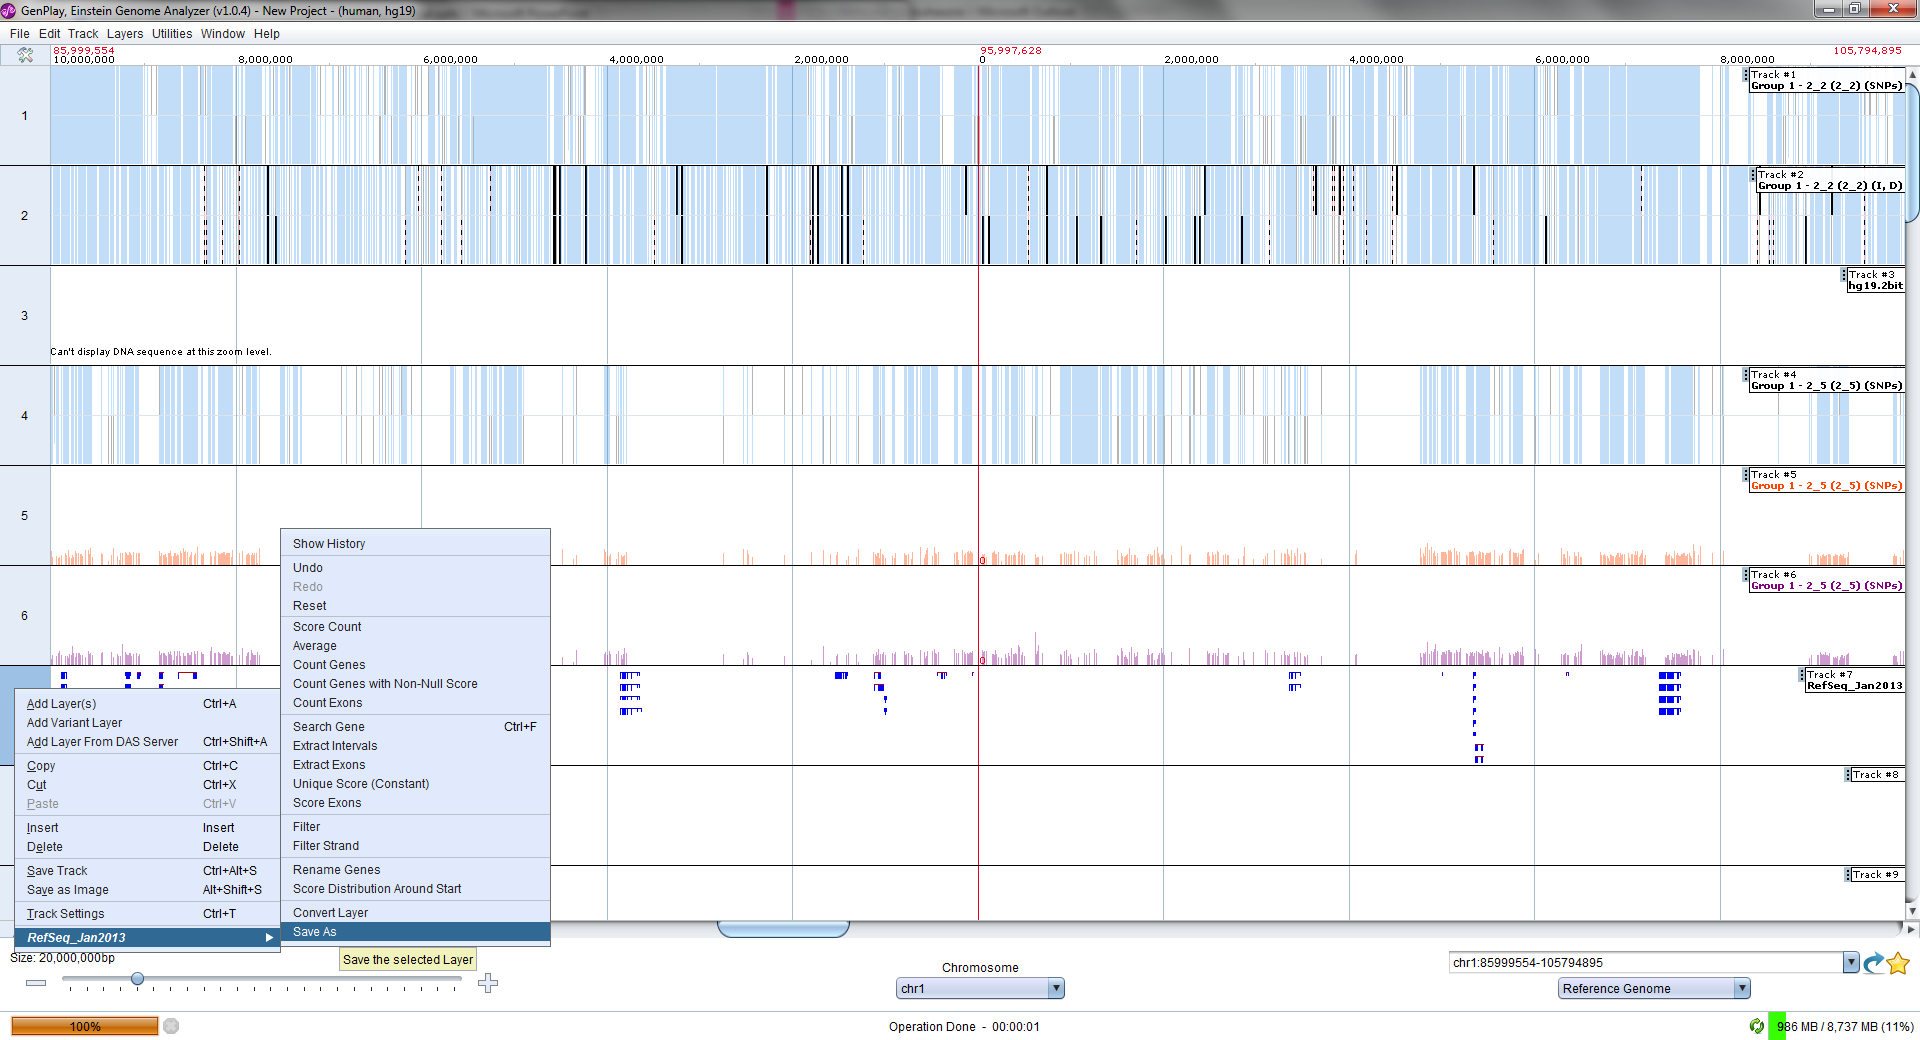 GenPlay, Einstein Genome Analyzer (v1.0.4) - New Project - (human, hg19)
File Edit Track Layers Utilities Window Help
85,999,554 95,997,628 105,794,895
10,000,000 8,000,000 6,000,000 4,000,000 2,000,000 0 2,000,000 4,000,000 6,000,000 8,000,000
1
Track #1
Group 1 - 2_2 (2_2) (SNPs)
2
Track #2
Group 1 - 2_2 (2_2) (I, D)
3
Track #3
hg19.2bit
Can't display DNA sequence at this zoom level.
4
Track #4
Group 1 - 2_5 (2_5) (SNPs)
5
Track #5
Group 1 - 2_5 (2_5) (SNPs)
0
6
Track #6
Group 1 - 2_5 (2_5) (SNPs)
0
Track #7
RefSeq_Jan2013
Track #8
Track #9
Add Layer(s) Ctrl+A
Add Variant Layer
Add Layer From DAS Server Ctrl+Shift+A
Copy Ctrl+C
Cut Ctrl+X
Paste Ctrl+V
Insert Insert
Delete Delete
Save Track Ctrl+Alt+S
Save as Image Alt+Shift+S
Track Settings Ctrl+T
RefSeq_Jan2013
Show History
Undo
Redo
Reset
Score Count
Average
Count Genes
Count Genes with Non-Null Score
Count Exons
Search Gene Ctrl+F
Extract Intervals
Extract Exons
Unique Score (Constant)
Score Exons
Filter
Filter Strand
Rename Genes
Score Distribution Around Start
Convert Layer
Save As
Save the selected Layer
Size: 20,000,000bp
Chromosome
chr1
chr1:85999554-105794895
Reference Genome
100%
Operation Done - 00:00:01
986 MB / 8,737 MB (11%)